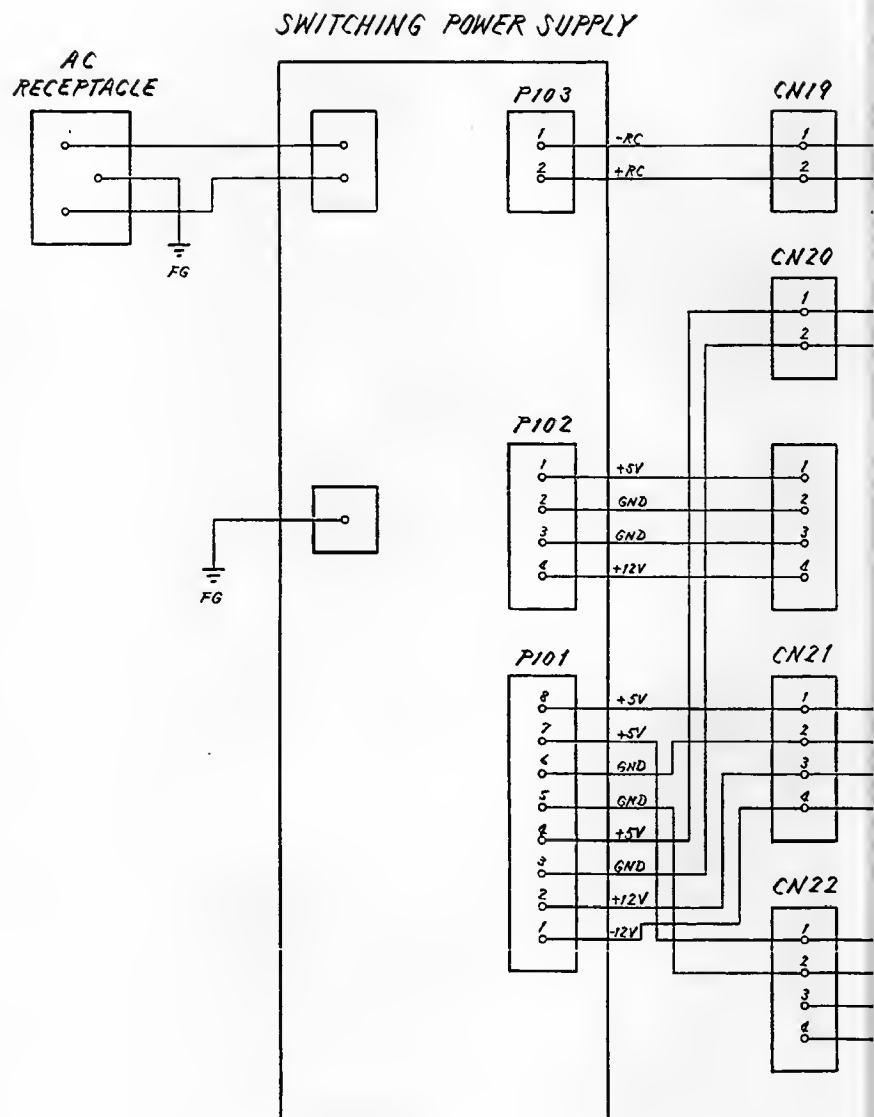 SWITCHING POWER SUPPLY
AC
RECEPTACLE
FG
FG
P103
1
-RC
2
+RC
CN19
1
2
CN20
1
2
P102
1
+5V
2
GND
3
GND
4
+12V
1
2
3
4
P101
8
+5V
7
+5V
6
GND
5
GND
4
+5V
3
GND
2
+12V
1
-12V
CN21
1
2
3
4
CN22
1
2
3
4